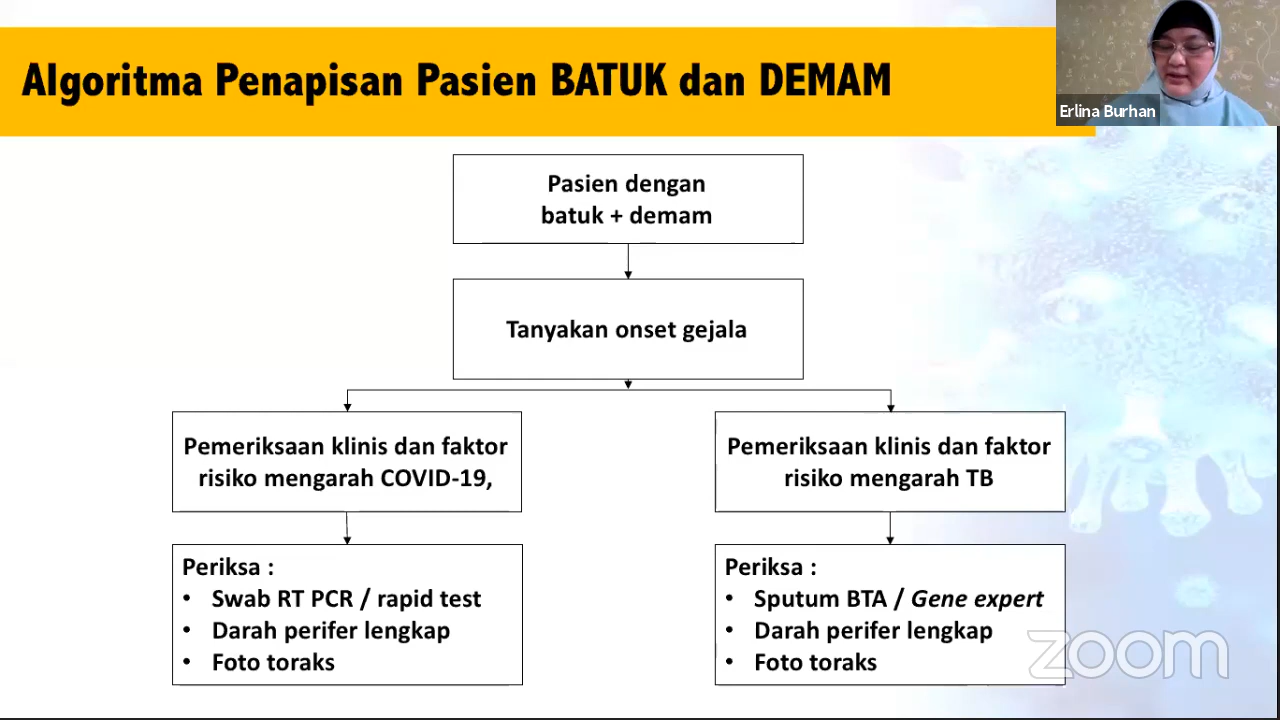 Algoritma Penapisan Pasien BATUK dan DEMAM
Erlina Burhan
Pasien dengan
batuk + demam
Tanyakan onset gejala
Pemeriksaan klinis dan faktor
risiko mengarah COVID-19,
Pemeriksaan klinis dan faktor
risiko mengarah TB
Periksa :
• Swab RT PCR / rapid test
• Darah perifer lengkap
• Foto toraks
Periksa :
• Sputum BTA / Gene expert
• Darah perifer lengkap
• Foto toraks
zoom